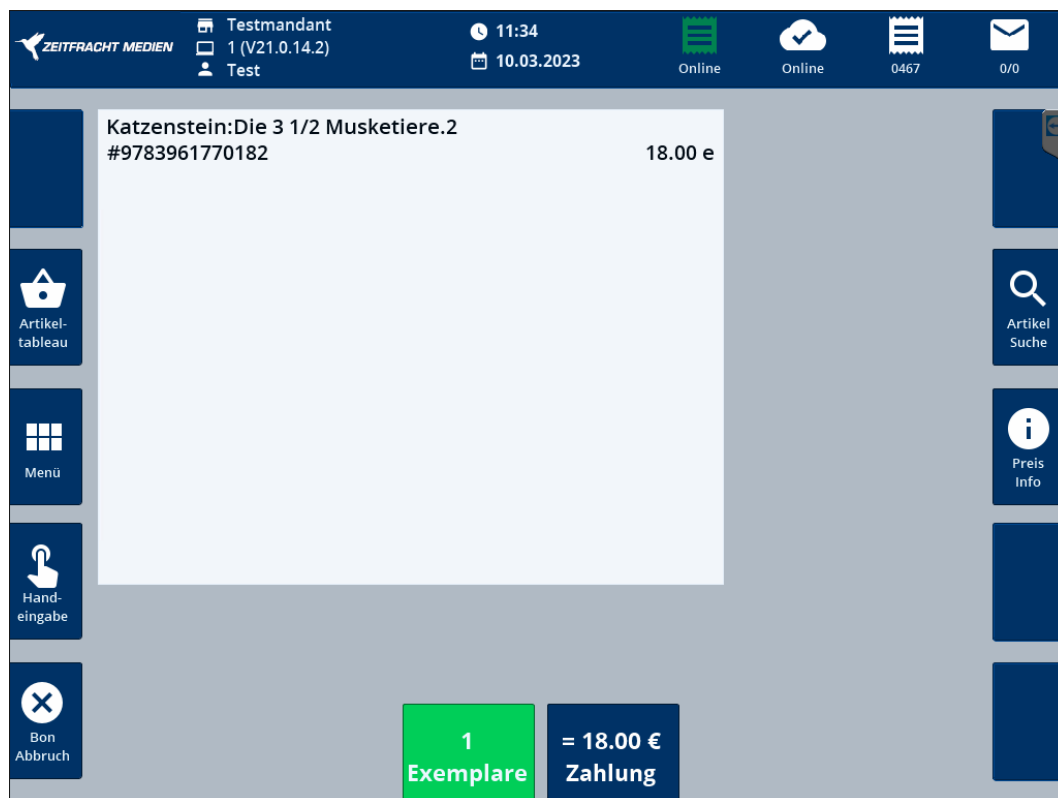 ZEITFRACHT MEDIEN
Testmandant
1 (V21.0.14.2)
Test
11:34
10.03.2023
Online
Online
0467
0/0
Katzenstein:Die 3 1/2 Musketiere.2
#9783961770182 18.00 e
Artikel-
tableau
Menü
Hand-
eingabe
Bon
Abbruch
Artikel
Suche
Preis
Info
1
Exemplare
= 18.00 €
Zahlung